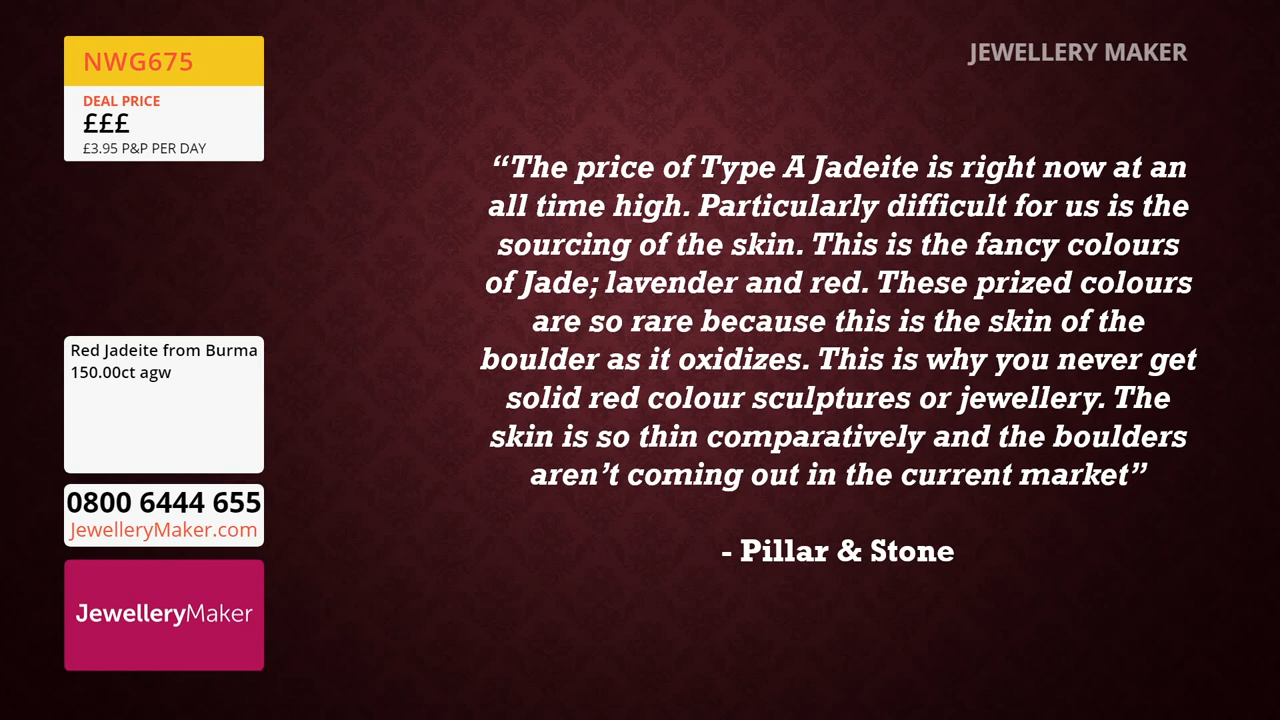 NWG675
DEAL PRICE
£££
£3.95 P&P PER DAY
Red Jadeite from Burma
150.00ct agw
0800 6444 655
JewelleryMaker.com
JewelleryMaker
JEWELLERY MAKER
“The price of Type A Jadeite is right now at an
all time high. Particularly difficult for us is the
sourcing of the skin. This is the fancy colours
of Jade; lavender and red. These prized colours
are so rare because this is the skin of the
boulder as it oxidizes. This is why you never get
solid red colour sculptures or jewellery. The
skin is so thin comparatively and the boulders
aren’t coming out in the current market”
- Pillar & Stone